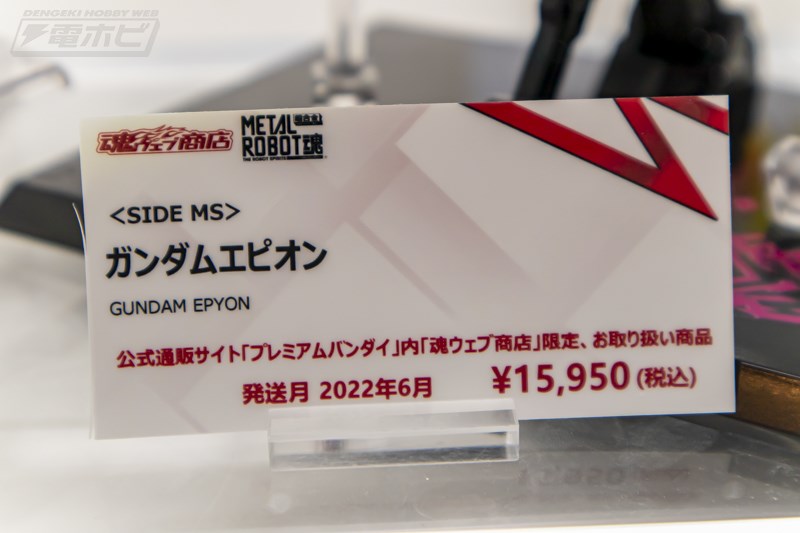 DENGEKI HOBBY WEB
電ホビ
魂ウェブ商店
METAL
ROBOT魂
THE ROBOT SPIRITS
<SIDE MS>
ガンダムエピオン
GUNDAM EPYON
公式通販サイト「プレミアムバンダイ」内「魂ウェブ商店」限定、お取り扱い商品
発送月 2022年6月 ¥15,950(税込)